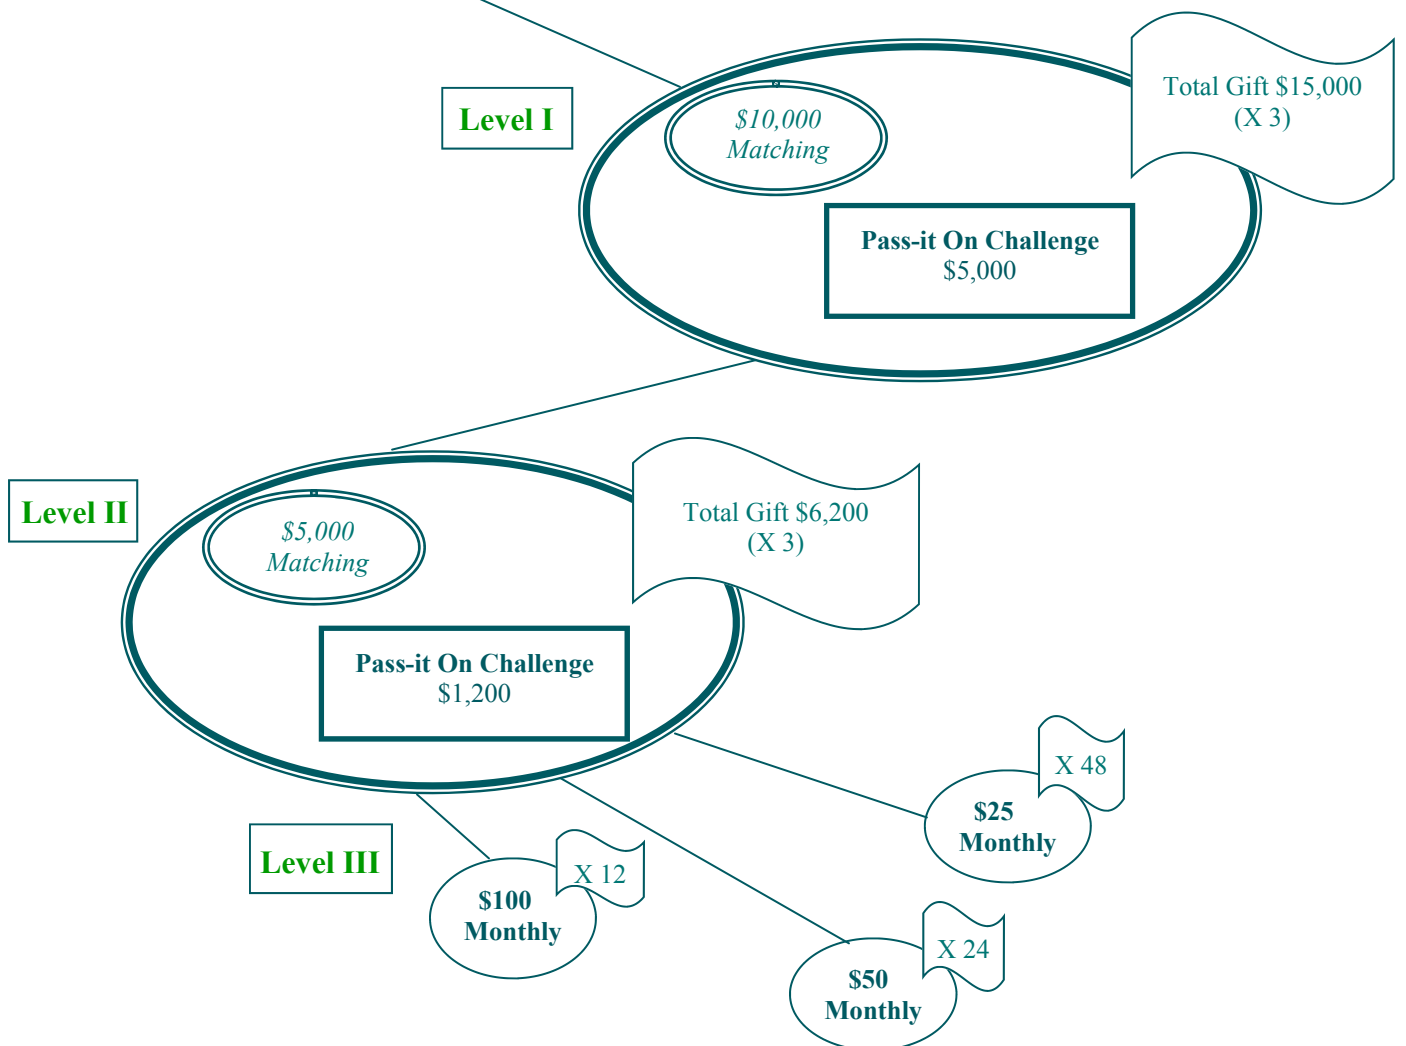 Level I
$10,000
Matching
Total Gift $15,000
(X 3)
Pass-it On Challenge
$5,000
Level II
$5,000
Matching
Total Gift $6,200
(X 3)
Pass-it On Challenge
$1,200
Level III
$100
Monthly
X 12
$50
Monthly
X 24
$25
Monthly
X 48